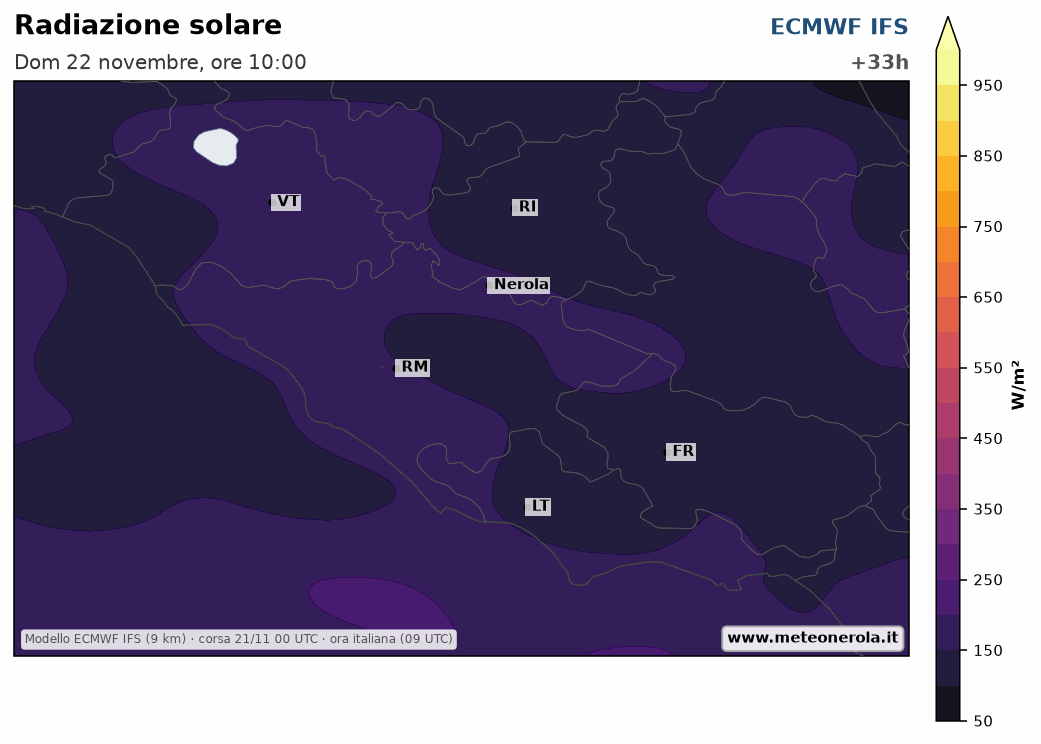 Radiazione solare
ECMWF IFS
Dom 22 novembre, ore 10:00
+33h
VT
RI
Nerola
RM
FR
LT
Modello ECMWF IFS (9 km) · corsa 21/11 00 UTC · ora italiana (09 UTC)
www.meteonerola.it
950
850
750
650
550
450
350
250
150
50
W/m²